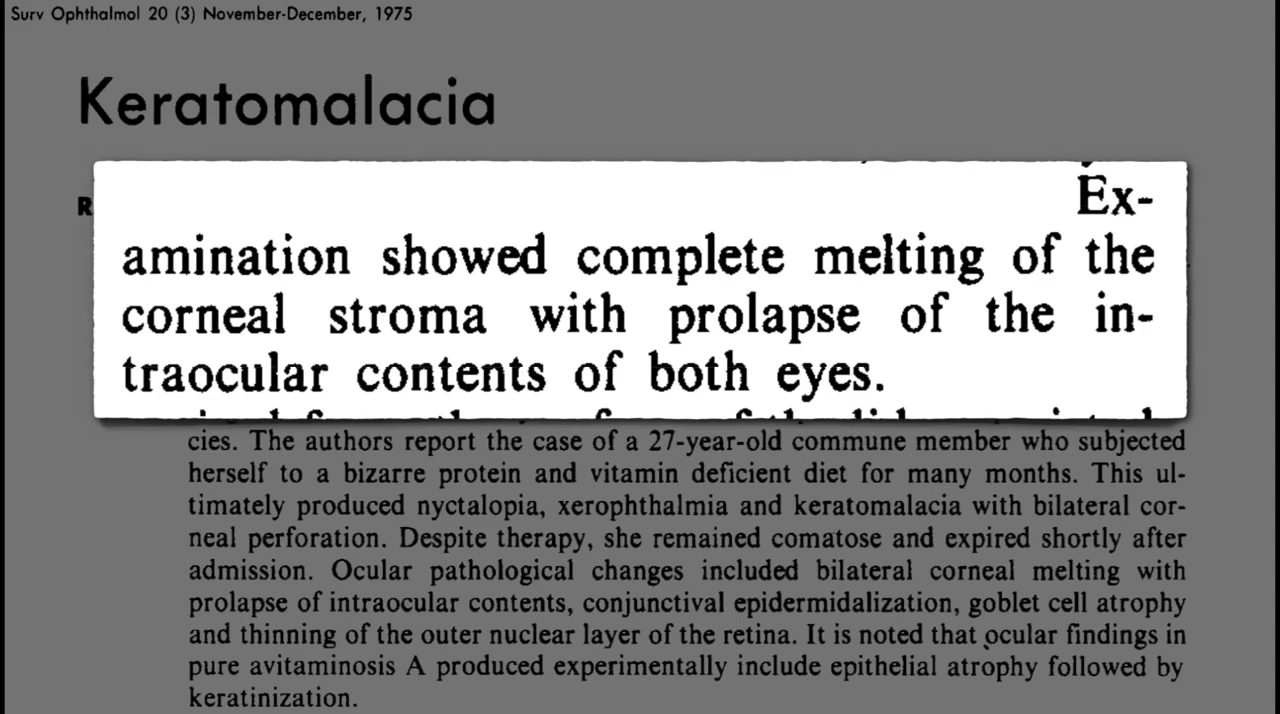 Surv Ophthalmol 20 (3) November-December, 1975
Keratomalacia
R
Ex-
amination showed complete melting of the
corneal stroma with prolapse of the in-
traocular contents of both eyes.
cies. The authors report the case of a 27-year-old commune member who subjected
herself to a bizarre protein and vitamin deficient diet for many months. This ul-
timately produced nyctalopia, xerophthalmia and keratomalacia with bilateral cor-
neal perforation. Despite therapy, she remained comatose and expired shortly after
admission. Ocular pathological changes included bilateral corneal melting with
prolapse of intraocular contents, conjunctival epidermidalization, goblet cell atrophy
and thinning of the outer nuclear layer of the retina. It is noted that ocular findings in
pure avitaminosis A produced experimentally include epithelial atrophy followed by
keratinization.